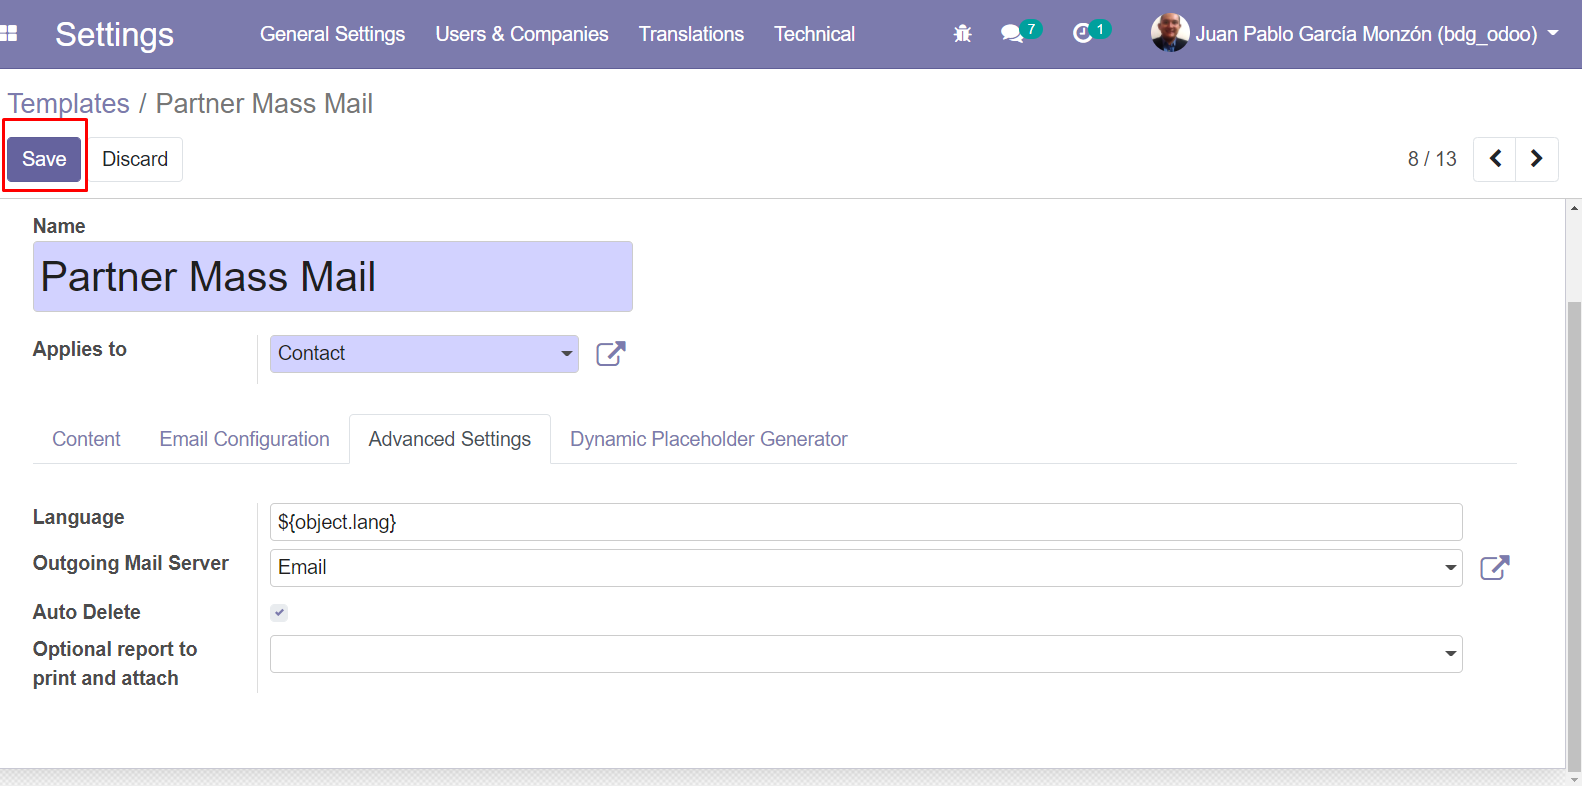 Settings General Settings Users & Companies Translations Technical 7 1 Juan Pablo García Monzón (bdg_odoo)
Templates / Partner Mass Mail
Save Discard 8 / 13
Name
Partner Mass Mail
Applies to Contact
Content Email Configuration Advanced Settings Dynamic Placeholder Generator
Language ${object.lang}
Outgoing Mail Server Email
Auto Delete
Optional report to
print and attach